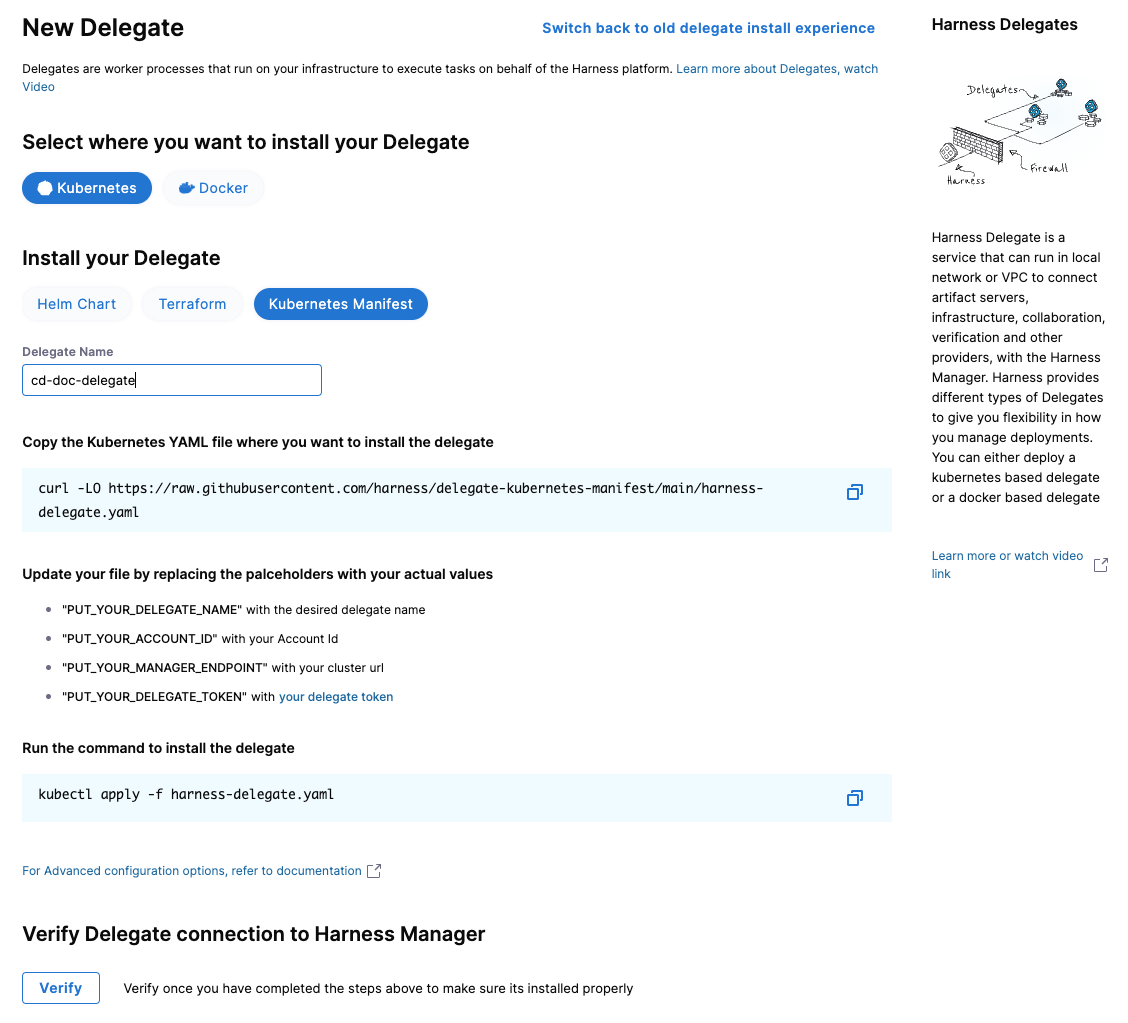 New Delegate
Switch back to old delegate install experience
Delegates are worker processes that run on your infrastructure to execute tasks on behalf of the Harness platform. Learn more about Delegates, watch
Video
Select where you want to install your Delegate
Kubernetes
Docker
Install your Delegate
Helm Chart
Terraform
Kubernetes Manifest
Delegate Name
cd-doc-delegate
Copy the Kubernetes YAML file where you want to install the delegate
curl -LO https://raw.githubusercontent.com/harness/delegate-kubernetes-manifest/main/harness-
delegate.yaml
Update your file by replacing the palceholders with your actual values
"PUT_YOUR_DELEGATE_NAME" with the desired delegate name
"PUT_YOUR_ACCOUNT_ID" with your Account Id
"PUT_YOUR_MANAGER_ENDPOINT" with your cluster url
"PUT_YOUR_DELEGATE_TOKEN" with your delegate token
Run the command to install the delegate
kubectl apply -f harness-delegate.yaml
For Advanced configuration options, refer to documentation
Verify Delegate connection to Harness Manager
Verify
Verify once you have completed the steps above to make sure its installed properly
Harness Delegates
Delegates
Firewall
Harness
Harness Delegate is a
service that can run in local
network or VPC to connect
artifact servers,
infrastructure, collaboration,
verification and other
providers, with the Harness
Manager. Harness provides
different types of Delegates
to give you flexibility in how
you manage deployments.
You can either deploy a
kubernetes based delegate
or a docker based delegate
Learn more or watch video
link